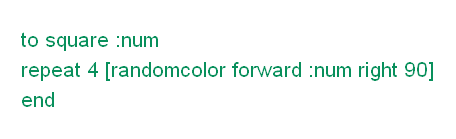 to square :num
repeat 4 [randomcolor forward :num right 90]
end